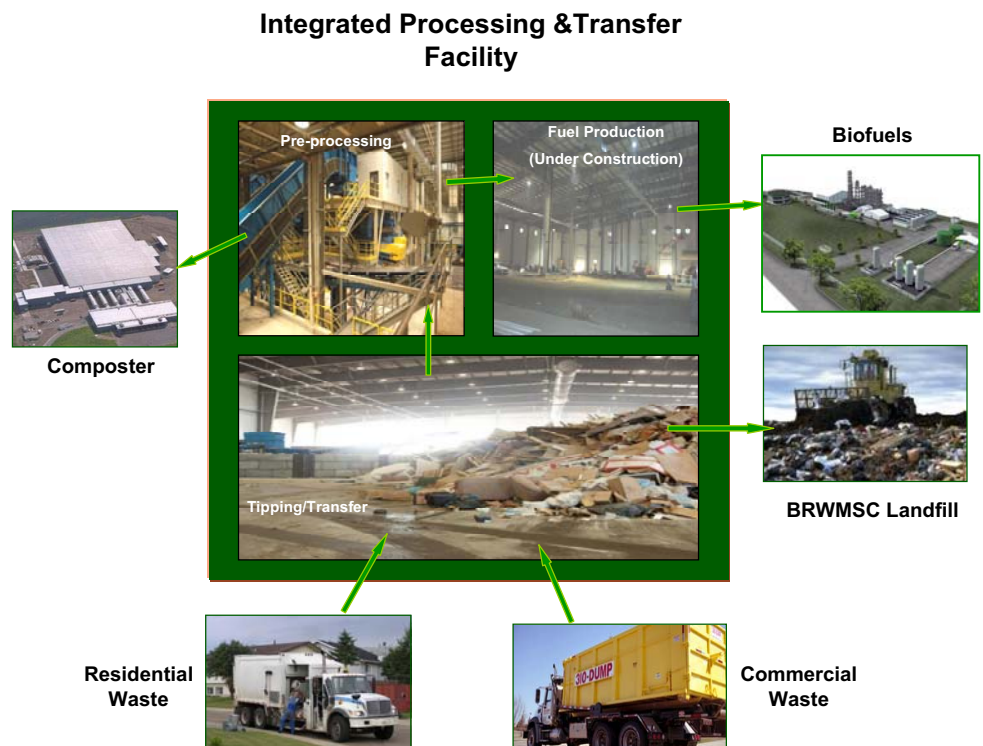 Integrated Processing &Transfer
Facility
Pre-processing
Fuel Production
(Under Construction)
Biofuels
Composter
Tipping/Transfer
BRWMSC Landfill
Residential
Waste
310-DUMP
Commercial
Waste